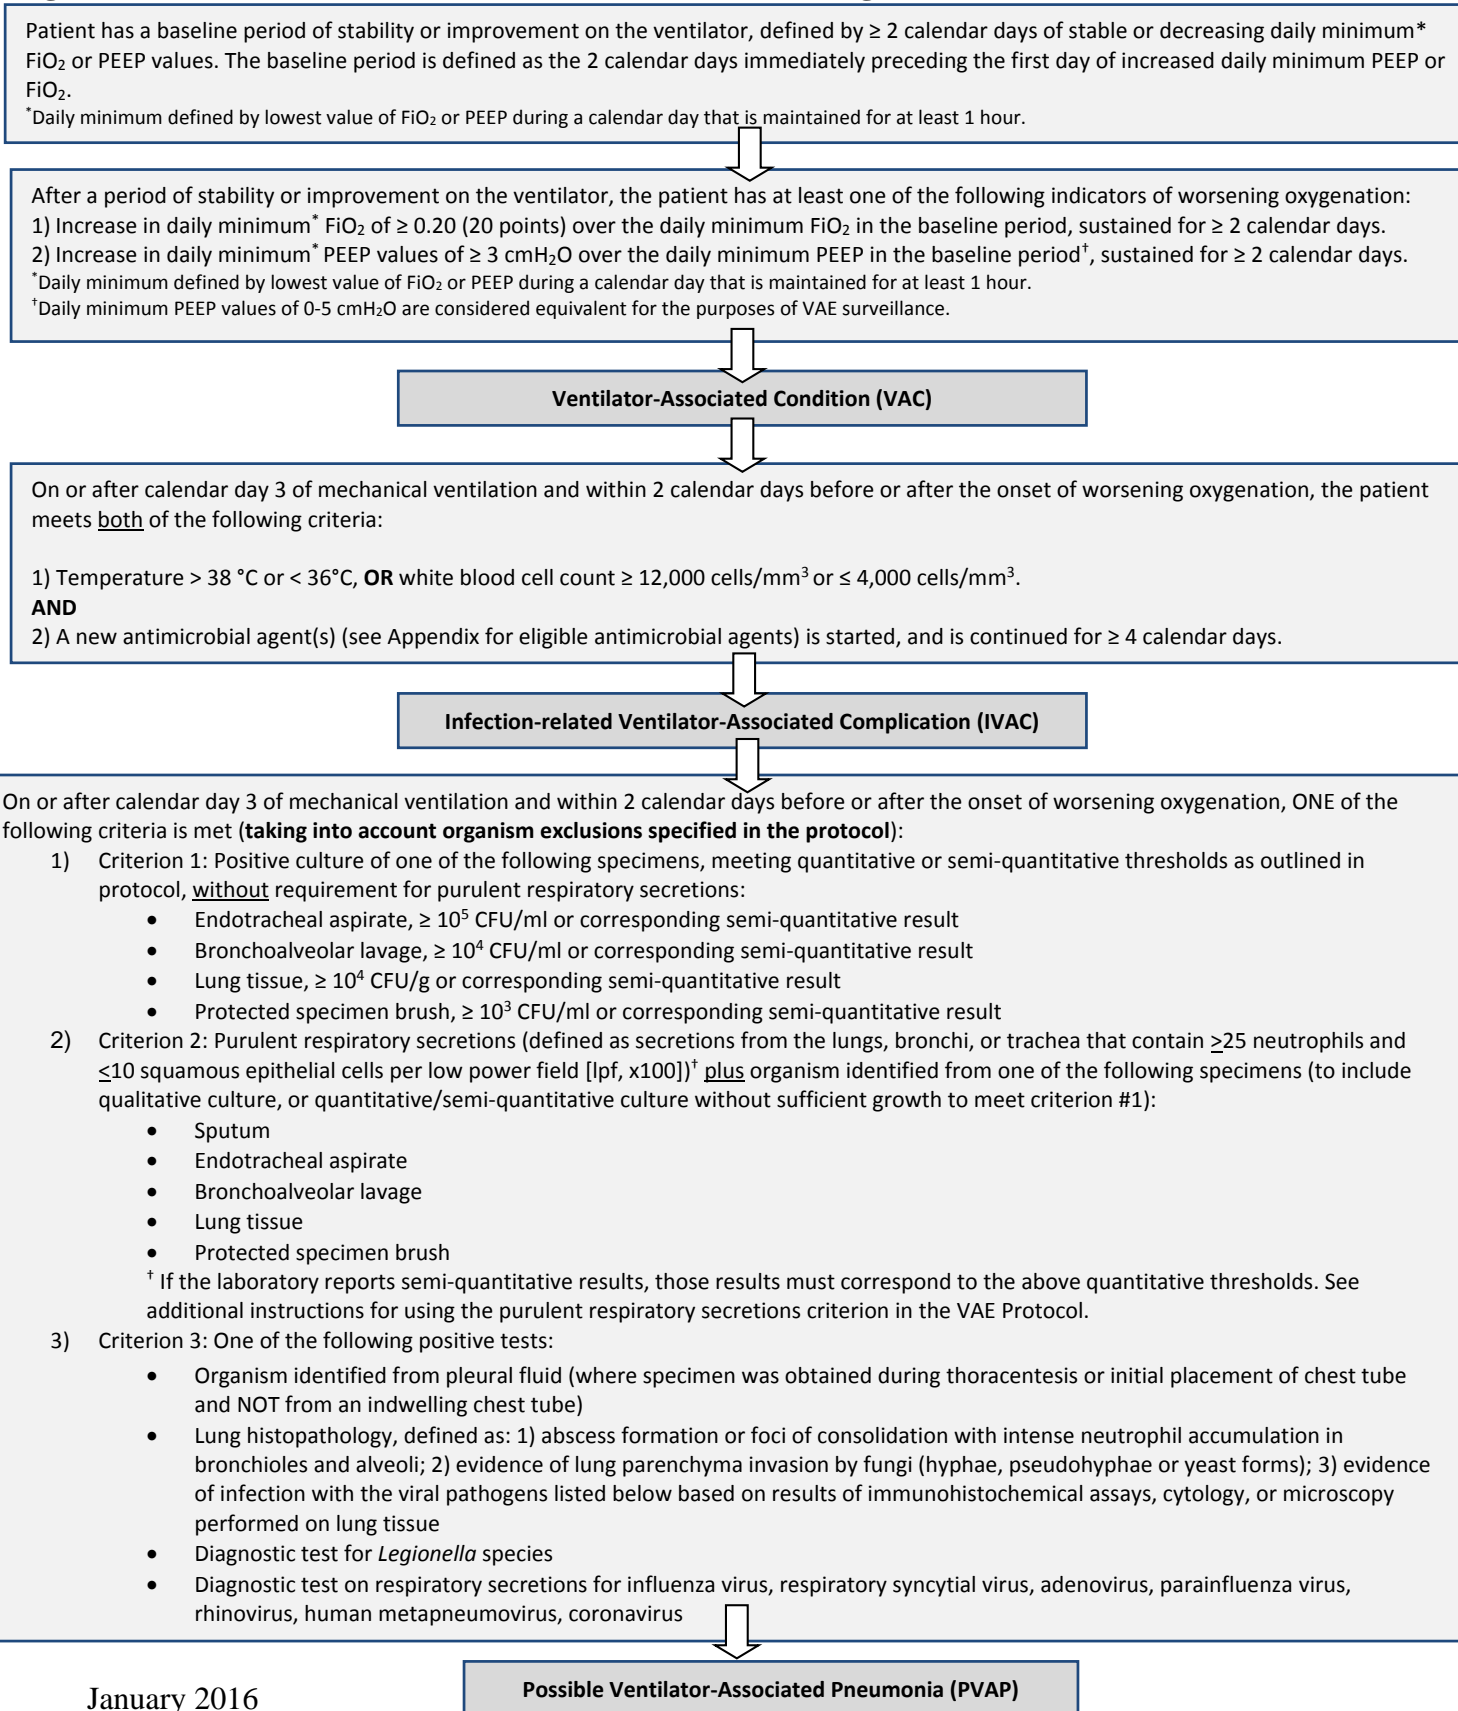 Patient has a baseline period of stability or improvement on the ventilator, defined by ≥ 2 calendar days of stable or decreasing daily minimum*
FiO₂ or PEEP values. The baseline period is defined as the 2 calendar days immediately preceding the first day of increased daily minimum PEEP or
FiO₂.
*Daily minimum defined by lowest value of FiO₂ or PEEP during a calendar day that is maintained for at least 1 hour.
After a period of stability or improvement on the ventilator, the patient has at least one of the following indicators of worsening oxygenation:
1) Increase in daily minimum* FiO₂ of ≥ 0.20 (20 points) over the daily minimum FiO₂ in the baseline period, sustained for ≥ 2 calendar days.
2) Increase in daily minimum* PEEP values of ≥ 3 cmH₂O over the daily minimum PEEP in the baseline period†, sustained for ≥ 2 calendar days.
*Daily minimum defined by lowest value of FiO₂ or PEEP during a calendar day that is maintained for at least 1 hour.
†Daily minimum PEEP values of 0-5 cmH₂O are considered equivalent for the purposes of VAE surveillance.
Ventilator-Associated Condition (VAC)
On or after calendar day 3 of mechanical ventilation and within 2 calendar days before or after the onset of worsening oxygenation, the patient
meets both of the following criteria:
1) Temperature > 38 °C or < 36°C, OR white blood cell count ≥ 12,000 cells/mm³ or ≤ 4,000 cells/mm³.
AND
2) A new antimicrobial agent(s) (see Appendix for eligible antimicrobial agents) is started, and is continued for ≥ 4 calendar days.
Infection-related Ventilator-Associated Complication (IVAC)
On or after calendar day 3 of mechanical ventilation and within 2 calendar days before or after the onset of worsening oxygenation, ONE of the
following criteria is met (taking into account organism exclusions specified in the protocol):
1) Criterion 1: Positive culture of one of the following specimens, meeting quantitative or semi-quantitative thresholds as outlined in
protocol, without requirement for purulent respiratory secretions:
• Endotracheal aspirate, ≥ 10⁵ CFU/ml or corresponding semi-quantitative result
• Bronchoalveolar lavage, ≥ 10⁴ CFU/ml or corresponding semi-quantitative result
• Lung tissue, ≥ 10⁴ CFU/g or corresponding semi-quantitative result
• Protected specimen brush, ≥ 10³ CFU/ml or corresponding semi-quantitative result
2) Criterion 2: Purulent respiratory secretions (defined as secretions from the lungs, bronchi, or trachea that contain ≥25 neutrophils and
≤10 squamous epithelial cells per low power field [lpf, x100])† plus organism identified from one of the following specimens (to include
qualitative culture, or quantitative/semi-quantitative culture without sufficient growth to meet criterion #1):
• Sputum
• Endotracheal aspirate
• Bronchoalveolar lavage
• Lung tissue
• Protected specimen brush
† If the laboratory reports semi-quantitative results, those results must correspond to the above quantitative thresholds. See
additional instructions for using the purulent respiratory secretions criterion in the VAE Protocol.
3) Criterion 3: One of the following positive tests:
• Organism identified from pleural fluid (where specimen was obtained during thoracentesis or initial placement of chest tube
and NOT from an indwelling chest tube)
• Lung histopathology, defined as: 1) abscess formation or foci of consolidation with intense neutrophil accumulation in
bronchioles and alveoli; 2) evidence of lung parenchyma invasion by fungi (hyphae, pseudohyphae or yeast forms); 3) evidence
of infection with the viral pathogens listed below based on results of immunohistochemical assays, cytology, or microscopy
performed on lung tissue
• Diagnostic test for Legionella species
• Diagnostic test on respiratory secretions for influenza virus, respiratory syncytial virus, adenovirus, parainfluenza virus,
rhinovirus, human metapneumovirus, coronavirus
Possible Ventilator-Associated Pneumonia (PVAP)
January 2016